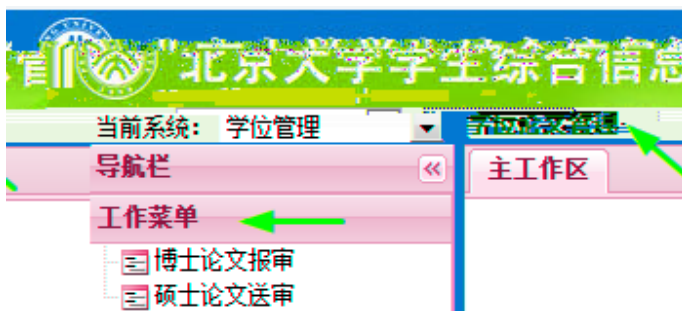 北京大学学生综合信息
当前系统： 学位管理
导航栏
主工作区
工作菜单
博士论文报审
硕士论文送审